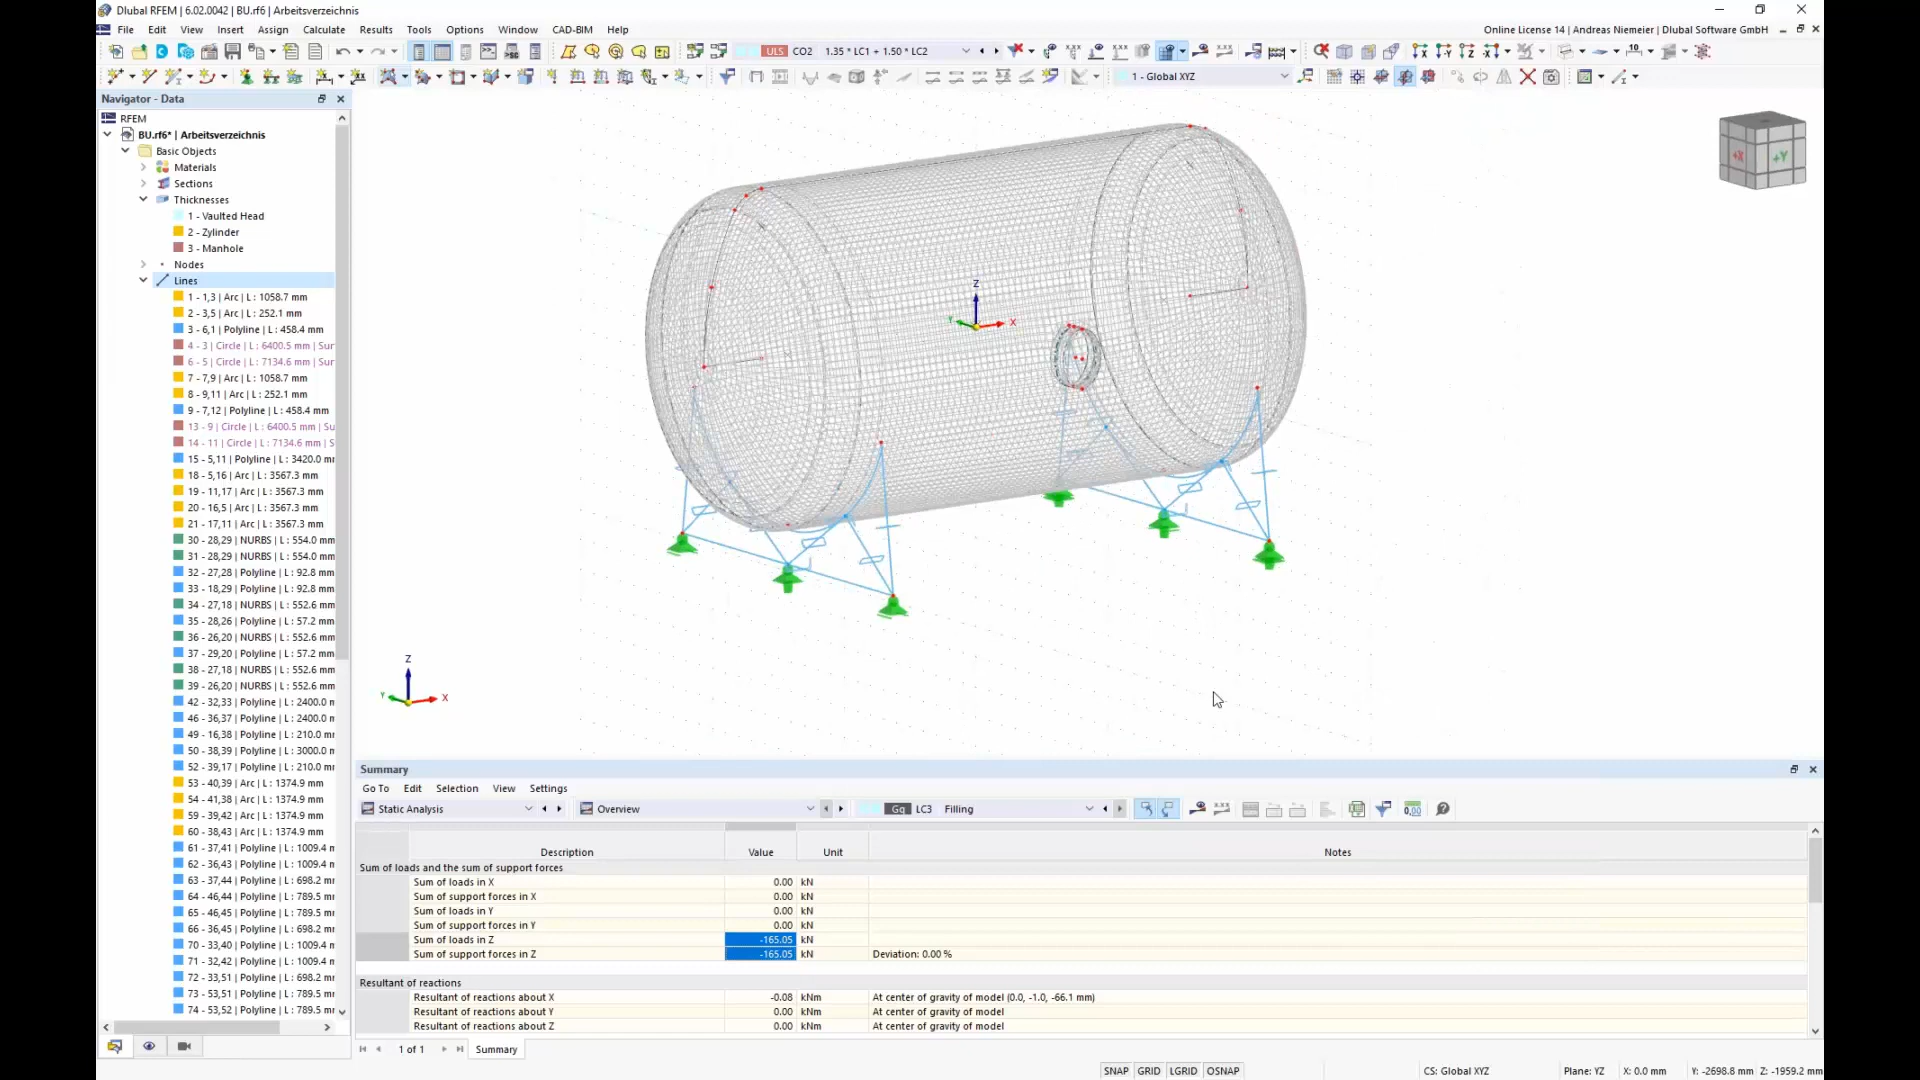 Dlubal RFEM | 6.02.0042 | BU.rf6 | Arbeitsverzeichnis
File Edit View Insert Assign Calculate Results Tools Options Window CAD-BIM Help
Online License 14 | Andreas Niemeier | Dlubal Software GmbH
ULS CO2 1.35 * LC1 + 1.50 * LC2
1 - Global XYZ
Navigator - Data
RFEM
BU.rf6* | Arbeitsverzeichnis
Basic Objects
Materials
Sections
Thicknesses
1 - Vaulted Head
2 - Zylinder
3 - Manhole
Nodes
Lines
1 - 1,3 | Arc | L : 1058.7 mm
2 - 3,5 | Arc | L : 252.1 mm
3 - 6,1 | Polyline | L : 458.4 mm
4 - 3 | Circle | L : 6400.5 mm | Sur
6 - 5 | Circle | L : 7134.6 mm | Sur
7 - 7,9 | Arc | L : 1058.7 mm
8 - 9,11 | Arc | L : 252.1 mm
9 - 7,12 | Polyline | L : 458.4 mm
13 - 9 | Circle | L : 6400.5 mm | Su
14 - 11 | Circle | L : 7134.6 mm | S
15 - 5,11 | Polyline | L : 3420.0 m
18 - 5,16 | Arc | L : 3567.3 mm
19 - 11,17 | Arc | L : 3567.3 mm
20 - 16,5 | Arc | L : 3567.3 mm
21 - 17,11 | Arc | L : 3567.3 mm
30 - 28,29 | NURBS | L : 554.0 mm
31 - 28,29 | NURBS | L : 554.0 mm
32 - 27,28 | Polyline | L : 92.8 mm
33 - 18,29 | Polyline | L : 92.8 mm
34 - 27,18 | NURBS | L : 552.6 mm
35 - 28,26 | Polyline | L : 57.2 mm
36 - 26,20 | NURBS | L : 552.6 mm
37 - 29,20 | Polyline | L : 57.2 mm
38 - 27,18 | NURBS | L : 552.6 mm
39 - 26,20 | NURBS | L : 552.6 mm
42 - 32,33 | Polyline | L : 2400.0 m
46 - 36,37 | Polyline | L : 2400.0 m
49 - 16,38 | Polyline | L : 210.0 m
50 - 38,39 | Polyline | L : 3000.0 m
52 - 39,17 | Polyline | L : 210.0 m
53 - 40,39 | Arc | L : 1374.9 mm
54 - 41,38 | Arc | L : 1374.9 mm
59 - 39,42 | Arc | L : 1374.9 mm
60 - 38,43 | Arc | L : 1374.9 mm
61 - 37,41 | Polyline | L : 1009.4 m
62 - 36,43 | Polyline | L : 1009.4 m
63 - 37,44 | Polyline | L : 698.2 m
64 - 46,44 | Polyline | L : 789.5 m
65 - 46,45 | Polyline | L : 789.5 m
66 - 36,45 | Polyline | L : 698.2 m
70 - 33,40 | Polyline | L : 1009.4 m
71 - 32,42 | Polyline | L : 1009.4 m
72 - 33,51 | Polyline | L : 698.2 m
73 - 53,51 | Polyline | L : 789.5 m
74 - 53,52 | Polyline | L : 789.5 m
+X +Y
Z
Y X
Z
Y X
Summary
Go To Edit Selection View Settings
Static Analysis Overview Gq LC3 Filling
Description Value Unit Notes
Sum of loads and the sum of support forces
Sum of loads in X 0.00 kN
Sum of support forces in X 0.00 kN
Sum of loads in Y 0.00 kN
Sum of support forces in Y 0.00 kN
Sum of loads in Z -165.05 kN
Sum of support forces in Z -165.05 kN Deviation: 0.00 %
Resultant of reactions
Resultant of reactions about X -0.08 kNm At center of gravity of model (0.0, -1.0, -66.1 mm)
Resultant of reactions about Y 0.00 kNm At center of gravity of model
Resultant of reactions about Z 0.00 kNm At center of gravity of model
1 of 1 Summary
SNAP GRID LGRID OSNAP CS: Global XYZ Plane: YZ X: 0.0 mm Y: -2698.8 mm Z: -1959.2 mm